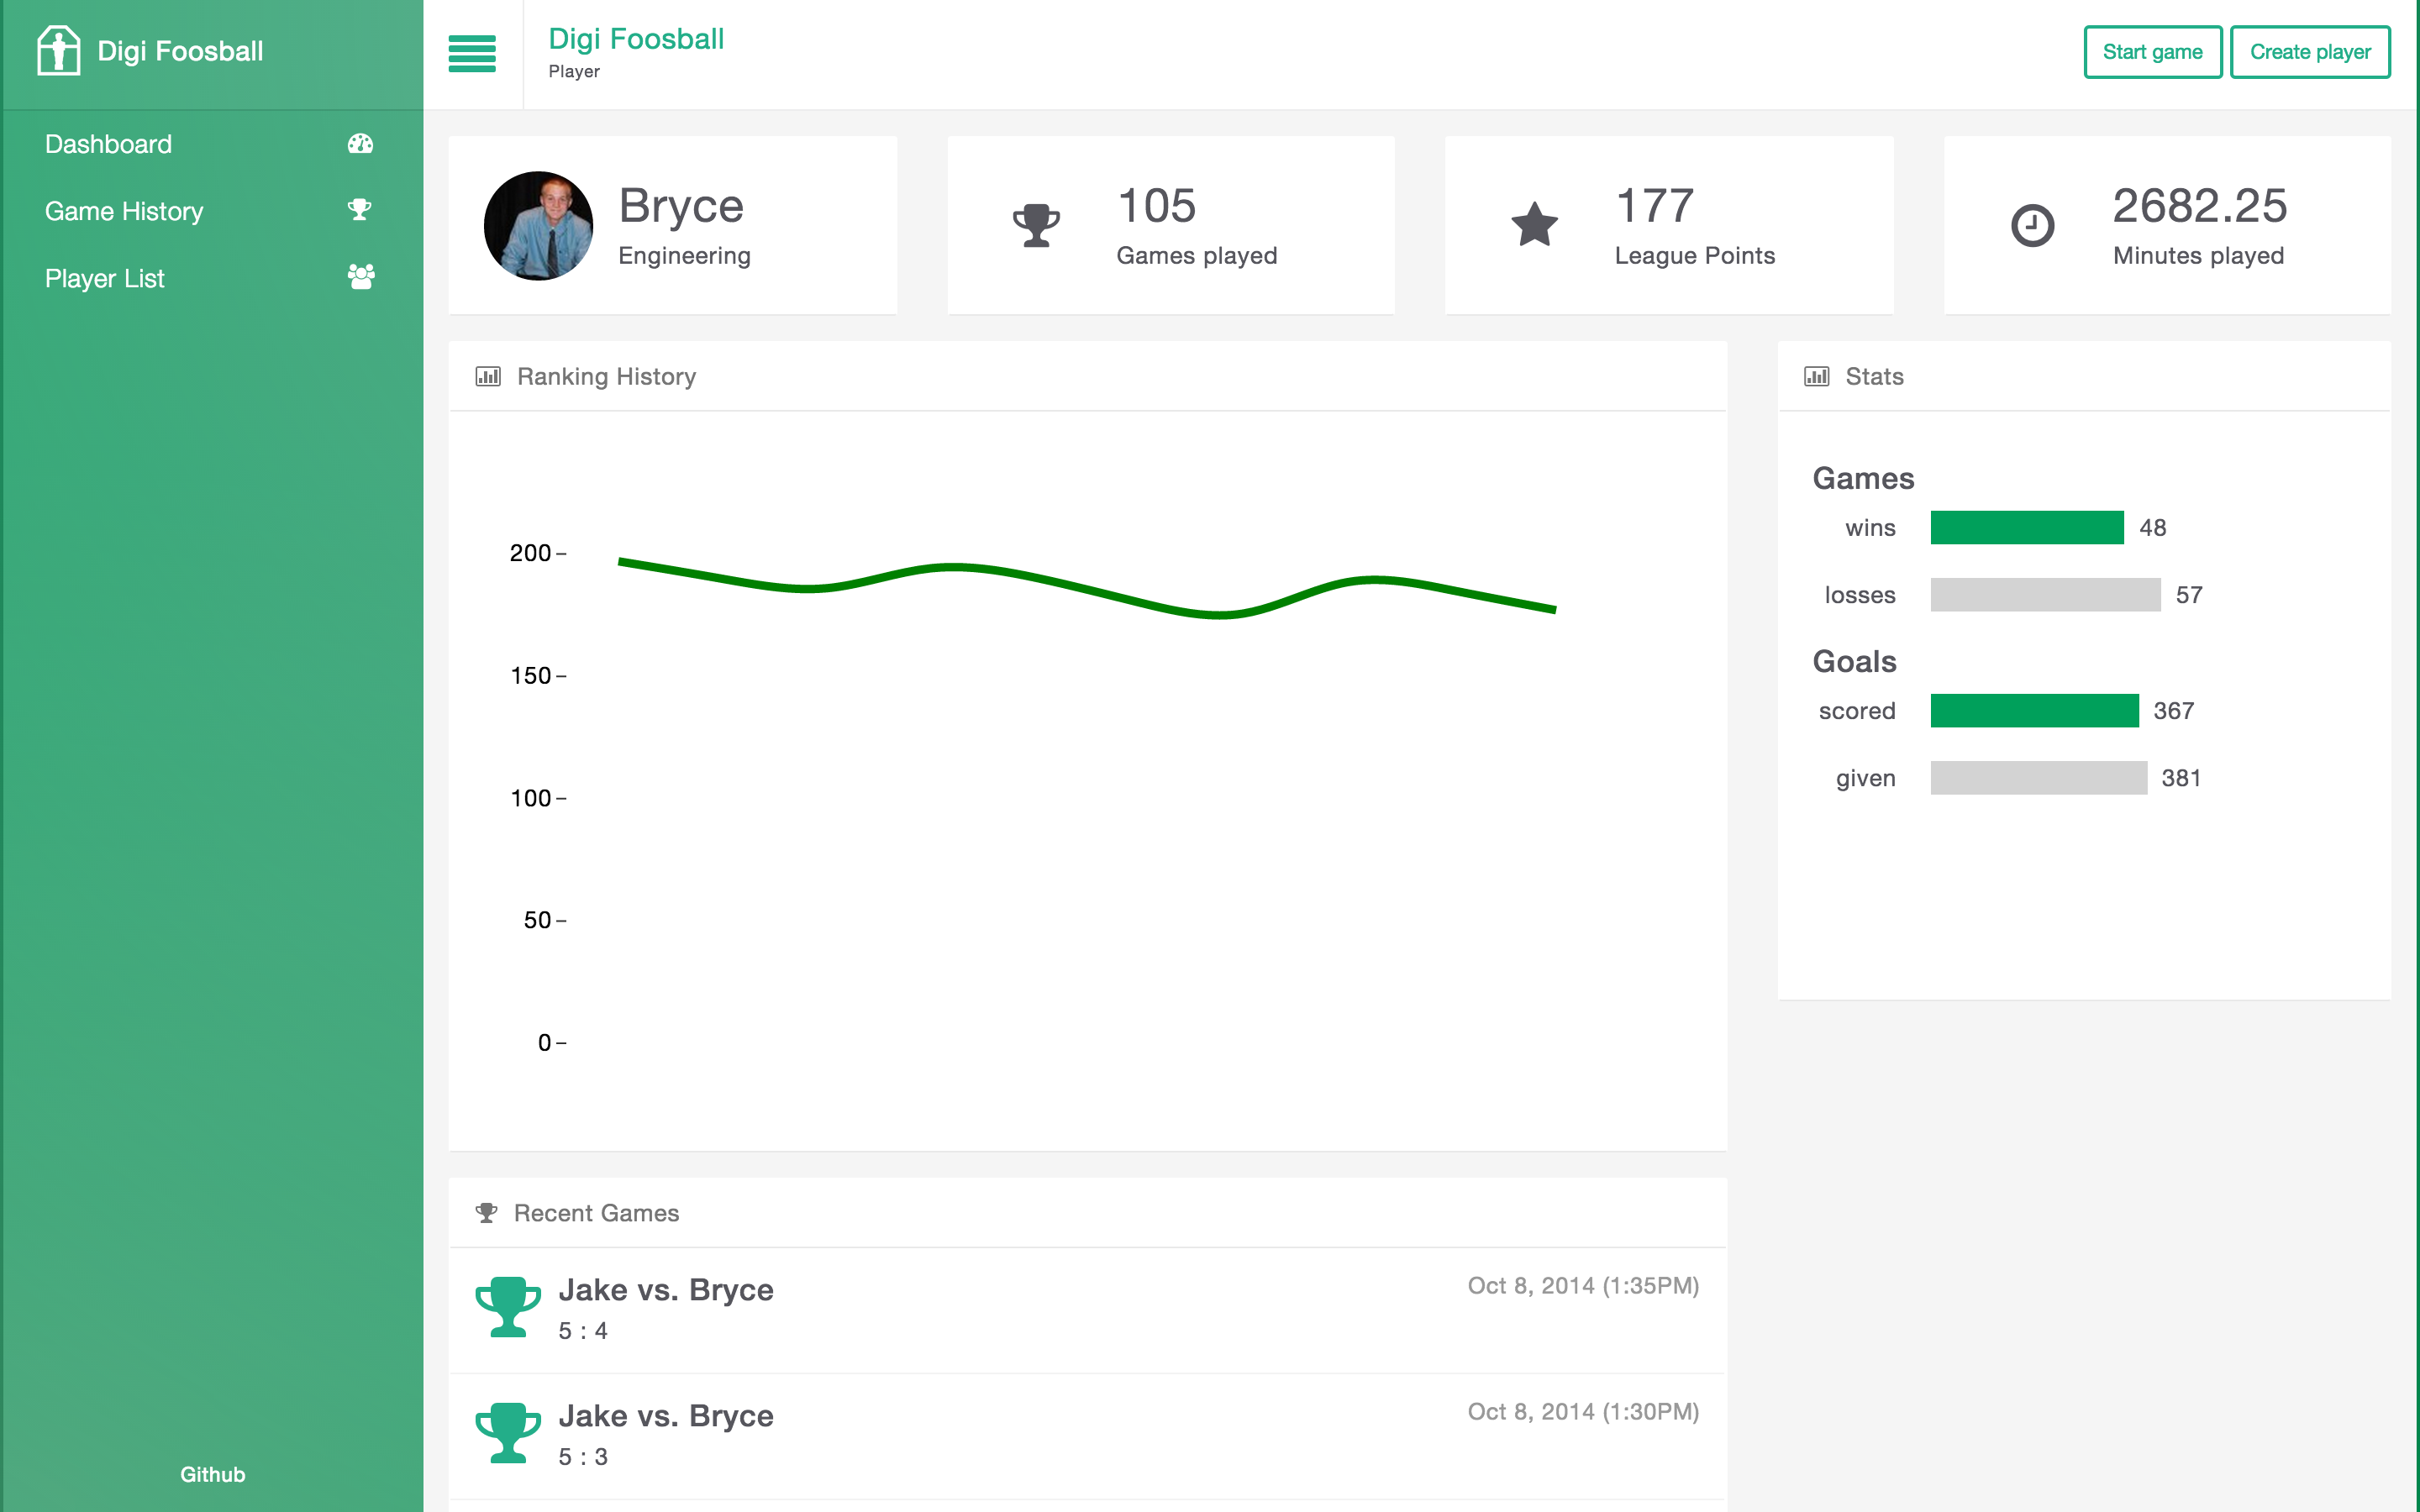 Digi Foosball
Dashboard
Game History
Player List
Github
Digi Foosball
Player
Start game
Create player
Bryce
Engineering
105
Games played
177
League Points
2682.25
Minutes played
Ranking History
200
150
100
50
0
Stats
Games
wins 48
losses 57
Goals
scored 367
given 381
Recent Games
Jake vs. Bryce Oct 8, 2014 (1:35PM)
5 : 4
Jake vs. Bryce Oct 8, 2014 (1:30PM)
5 : 3